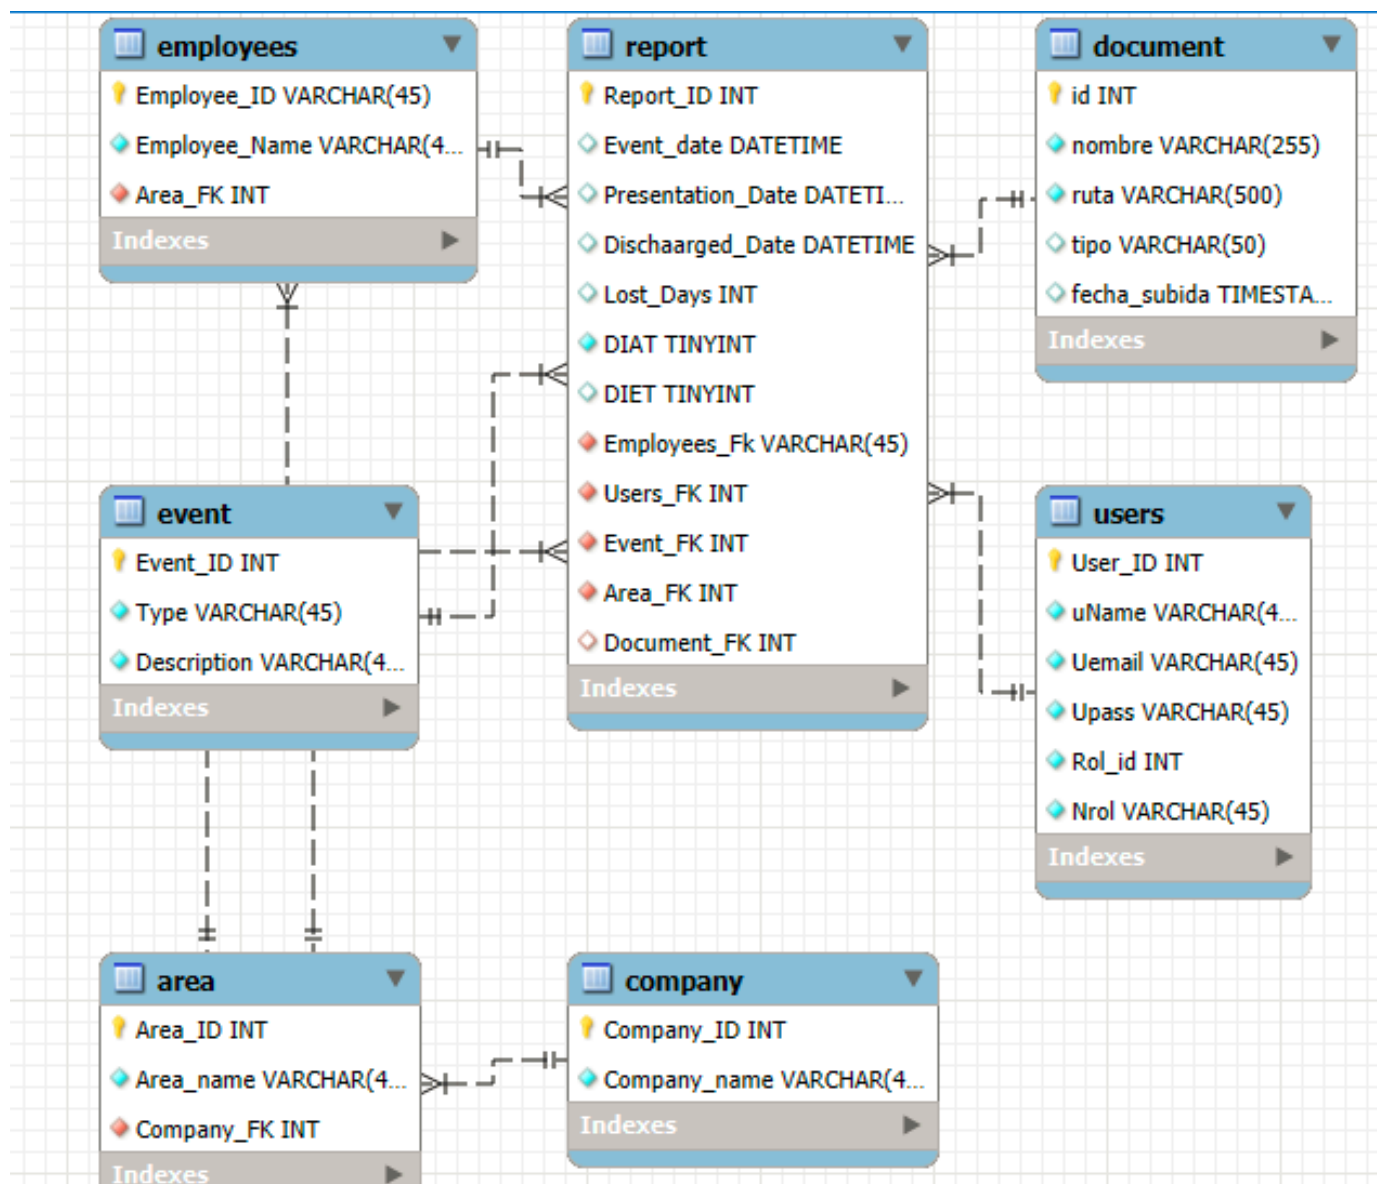 employees
Employee_ID VARCHAR(45)
Employee_Name VARCHAR(4...
Area_FK INT
Indexes
report
Report_ID INT
Event_date DATETIME
Presentation_Date DATETI...
Dischaarged_Date DATETIME
Lost_Days INT
DIAT TINYINT
DIET TINYINT
Employees_Fk VARCHAR(45)
Users_FK INT
Event_FK INT
Area_FK INT
Document_FK INT
Indexes
document
id INT
nombre VARCHAR(255)
ruta VARCHAR(500)
tipo VARCHAR(50)
fecha_subida TIMESTA...
Indexes
event
Event_ID INT
Type VARCHAR(45)
Description VARCHAR(4...
Indexes
users
User_ID INT
uName VARCHAR(4...
Uemail VARCHAR(45)
Upass VARCHAR(45)
Rol_id INT
Nrol VARCHAR(45)
Indexes
area
Area_ID INT
Area_name VARCHAR(4...
Company_FK INT
Indexes
company
Company_ID INT
Company_name VARCHAR(4...
Indexes